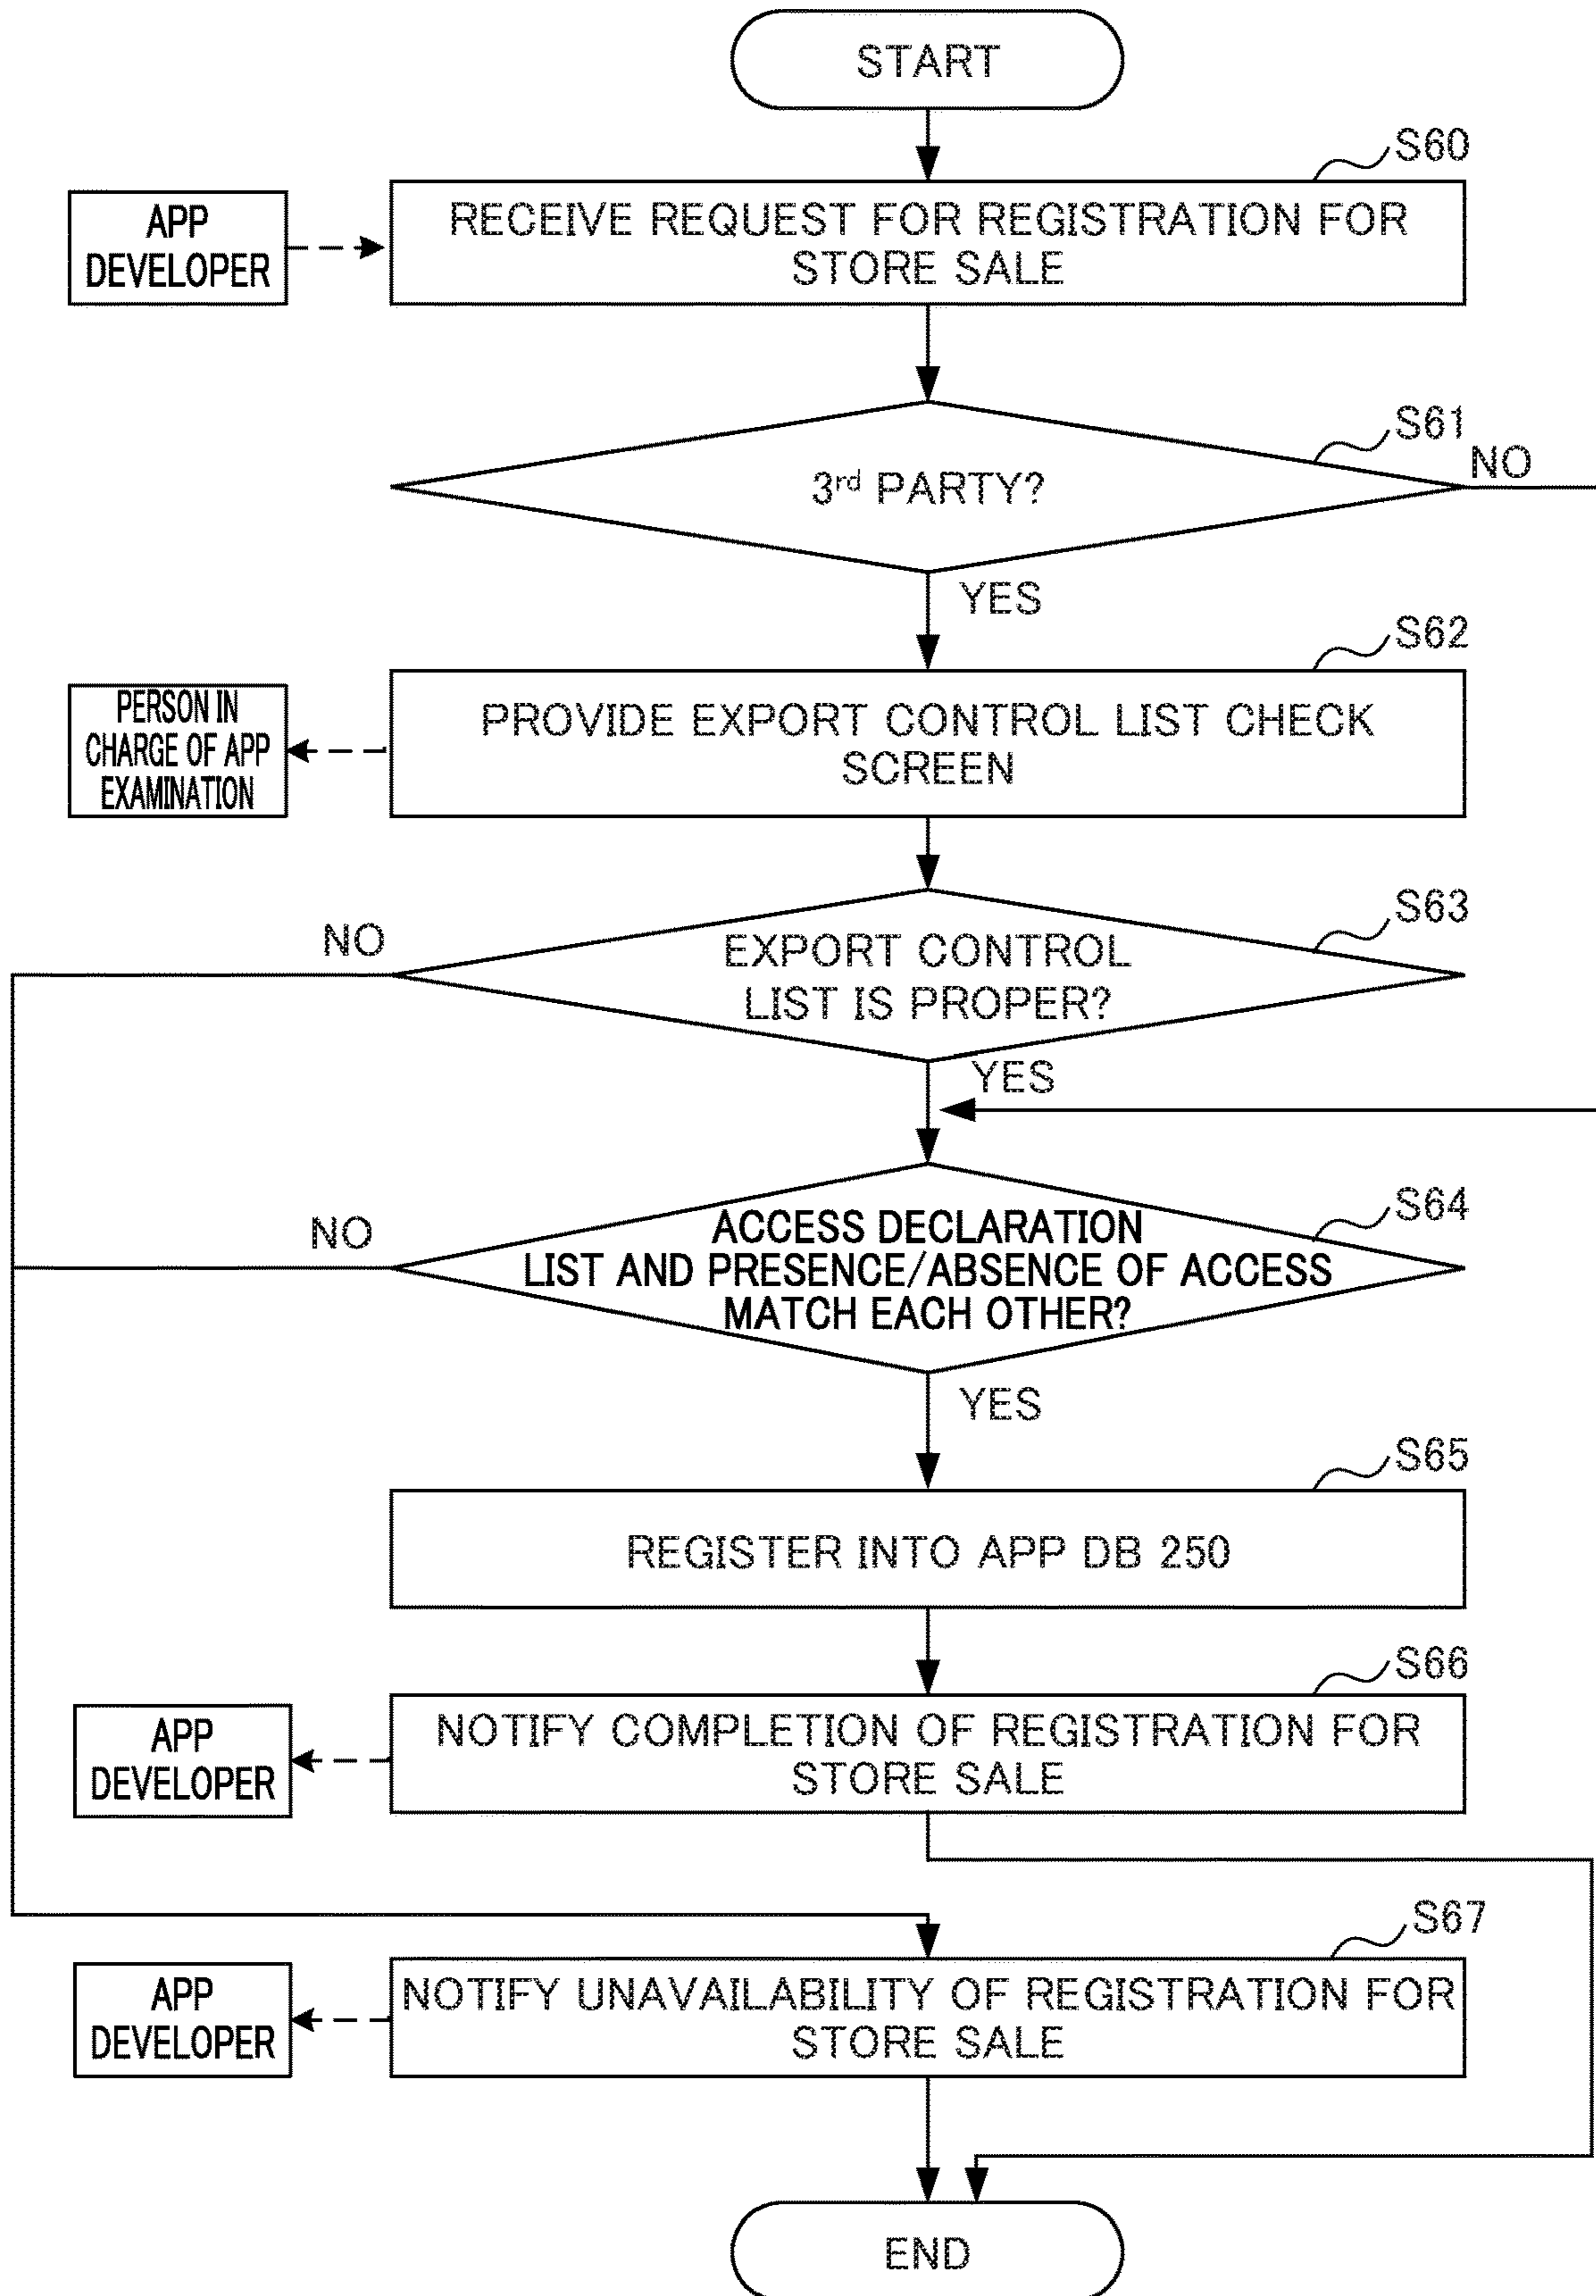 START
S60
APP
DEVELOPER
RECEIVE REQUEST FOR REGISTRATION FOR
STORE SALE
S61
NO
3rd PARTY?
YES
S62
PERSON IN
CHARGE OF APP
EXAMINATION
PROVIDE EXPORT CONTROL LIST CHECK
SCREEN
S63
NO
EXPORT CONTROL
LIST IS PROPER?
YES
S64
NO
ACCESS DECLARATION
LIST AND PRESENCE/ABSENCE OF ACCESS
MATCH EACH OTHER?
YES
S65
REGISTER INTO APP DB 250
S66
APP
DEVELOPER
NOTIFY COMPLETION OF REGISTRATION FOR
STORE SALE
S67
APP
DEVELOPER
NOTIFY UNAVAILABILITY OF REGISTRATION FOR
STORE SALE
END